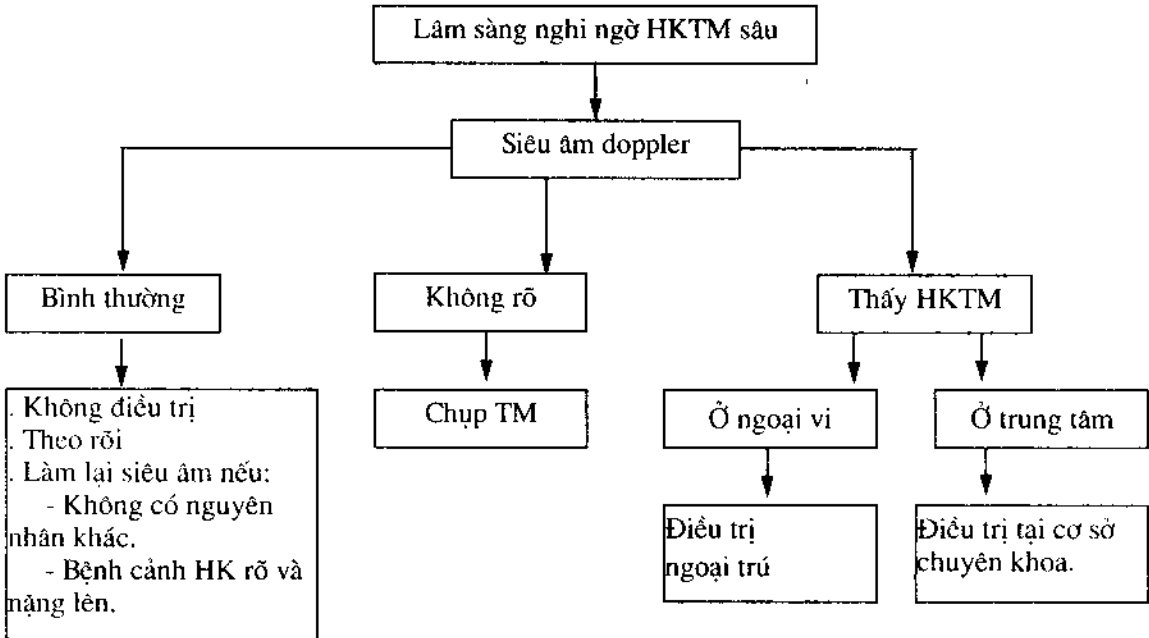 Lâm sàng nghi ngờ HKTM sâu
Siêu âm doppler
Bình thường
Không rõ
Thấy HKTM
. Không điều trị
. Theo rõi
. Làm lại siêu âm nếu:
- Không có nguyên
nhân khác.
- Bệnh cảnh HK rõ và
nặng lên.
Chụp TM
Ở ngoại vi
Ở trung tâm
Điều trị
ngoại trú
Điều trị tại cơ sở
chuyên khoa.